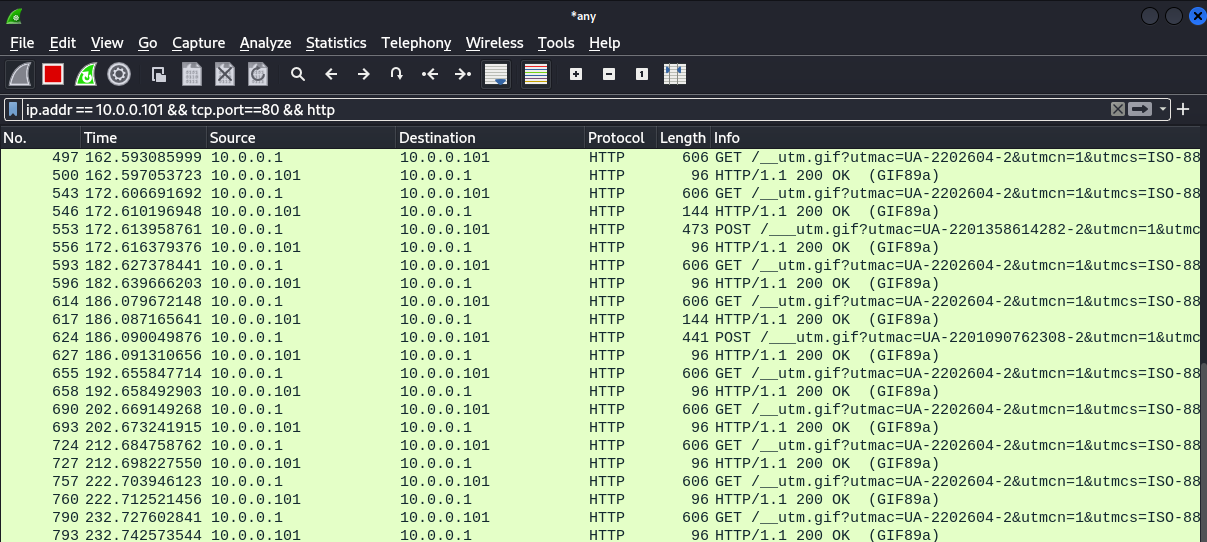 *any
File Edit View Go Capture Analyze Statistics Telephony Wireless Tools Help
ip.addr == 10.0.0.101 && tcp.port==80 && http
No. Time Source Destination Protocol Length Info
497 162.593085999 10.0.0.1 10.0.0.101 HTTP 606 GET /__utm.gif?utmac=UA-2202604-2&utmcn=1&utmcs=ISO-88
500 162.597053723 10.0.0.101 10.0.0.1 HTTP 96 HTTP/1.1 200 OK (GIF89a)
543 172.606691692 10.0.0.1 10.0.0.101 HTTP 606 GET /__utm.gif?utmac=UA-2202604-2&utmcn=1&utmcs=ISO-88
546 172.610196948 10.0.0.101 10.0.0.1 HTTP 144 HTTP/1.1 200 OK (GIF89a)
553 172.613958761 10.0.0.1 10.0.0.101 HTTP 473 POST /___utm.gif?utmac=UA-2201358614282-2&utmcn=1&utmc
556 172.616379376 10.0.0.101 10.0.0.1 HTTP 96 HTTP/1.1 200 OK (GIF89a)
593 182.627378441 10.0.0.1 10.0.0.101 HTTP 606 GET /__utm.gif?utmac=UA-2202604-2&utmcn=1&utmcs=ISO-88
596 182.639666203 10.0.0.101 10.0.0.1 HTTP 96 HTTP/1.1 200 OK (GIF89a)
614 186.079672148 10.0.0.1 10.0.0.101 HTTP 606 GET /__utm.gif?utmac=UA-2202604-2&utmcn=1&utmcs=ISO-88
617 186.087165641 10.0.0.101 10.0.0.1 HTTP 144 HTTP/1.1 200 OK (GIF89a)
624 186.090049876 10.0.0.1 10.0.0.101 HTTP 441 POST /___utm.gif?utmac=UA-2201090762308-2&utmcn=1&utmc
627 186.091310656 10.0.0.101 10.0.0.1 HTTP 96 HTTP/1.1 200 OK (GIF89a)
655 192.655847714 10.0.0.1 10.0.0.101 HTTP 606 GET /__utm.gif?utmac=UA-2202604-2&utmcn=1&utmcs=ISO-88
658 192.658492903 10.0.0.101 10.0.0.1 HTTP 96 HTTP/1.1 200 OK (GIF89a)
690 202.669149268 10.0.0.1 10.0.0.101 HTTP 606 GET /__utm.gif?utmac=UA-2202604-2&utmcn=1&utmcs=ISO-88
693 202.673241915 10.0.0.101 10.0.0.1 HTTP 96 HTTP/1.1 200 OK (GIF89a)
724 212.684758762 10.0.0.1 10.0.0.101 HTTP 606 GET /__utm.gif?utmac=UA-2202604-2&utmcn=1&utmcs=ISO-88
727 212.698227550 10.0.0.101 10.0.0.1 HTTP 96 HTTP/1.1 200 OK (GIF89a)
757 222.703946123 10.0.0.1 10.0.0.101 HTTP 606 GET /__utm.gif?utmac=UA-2202604-2&utmcn=1&utmcs=ISO-88
760 222.712521456 10.0.0.101 10.0.0.1 HTTP 96 HTTP/1.1 200 OK (GIF89a)
790 232.727602841 10.0.0.1 10.0.0.101 HTTP 606 GET /__utm.gif?utmac=UA-2202604-2&utmcn=1&utmcs=ISO-88
793 232.742573544 10.0.0.101 10.0.0.1 HTTP 96 HTTP/1.1 200 OK (GIF89a)